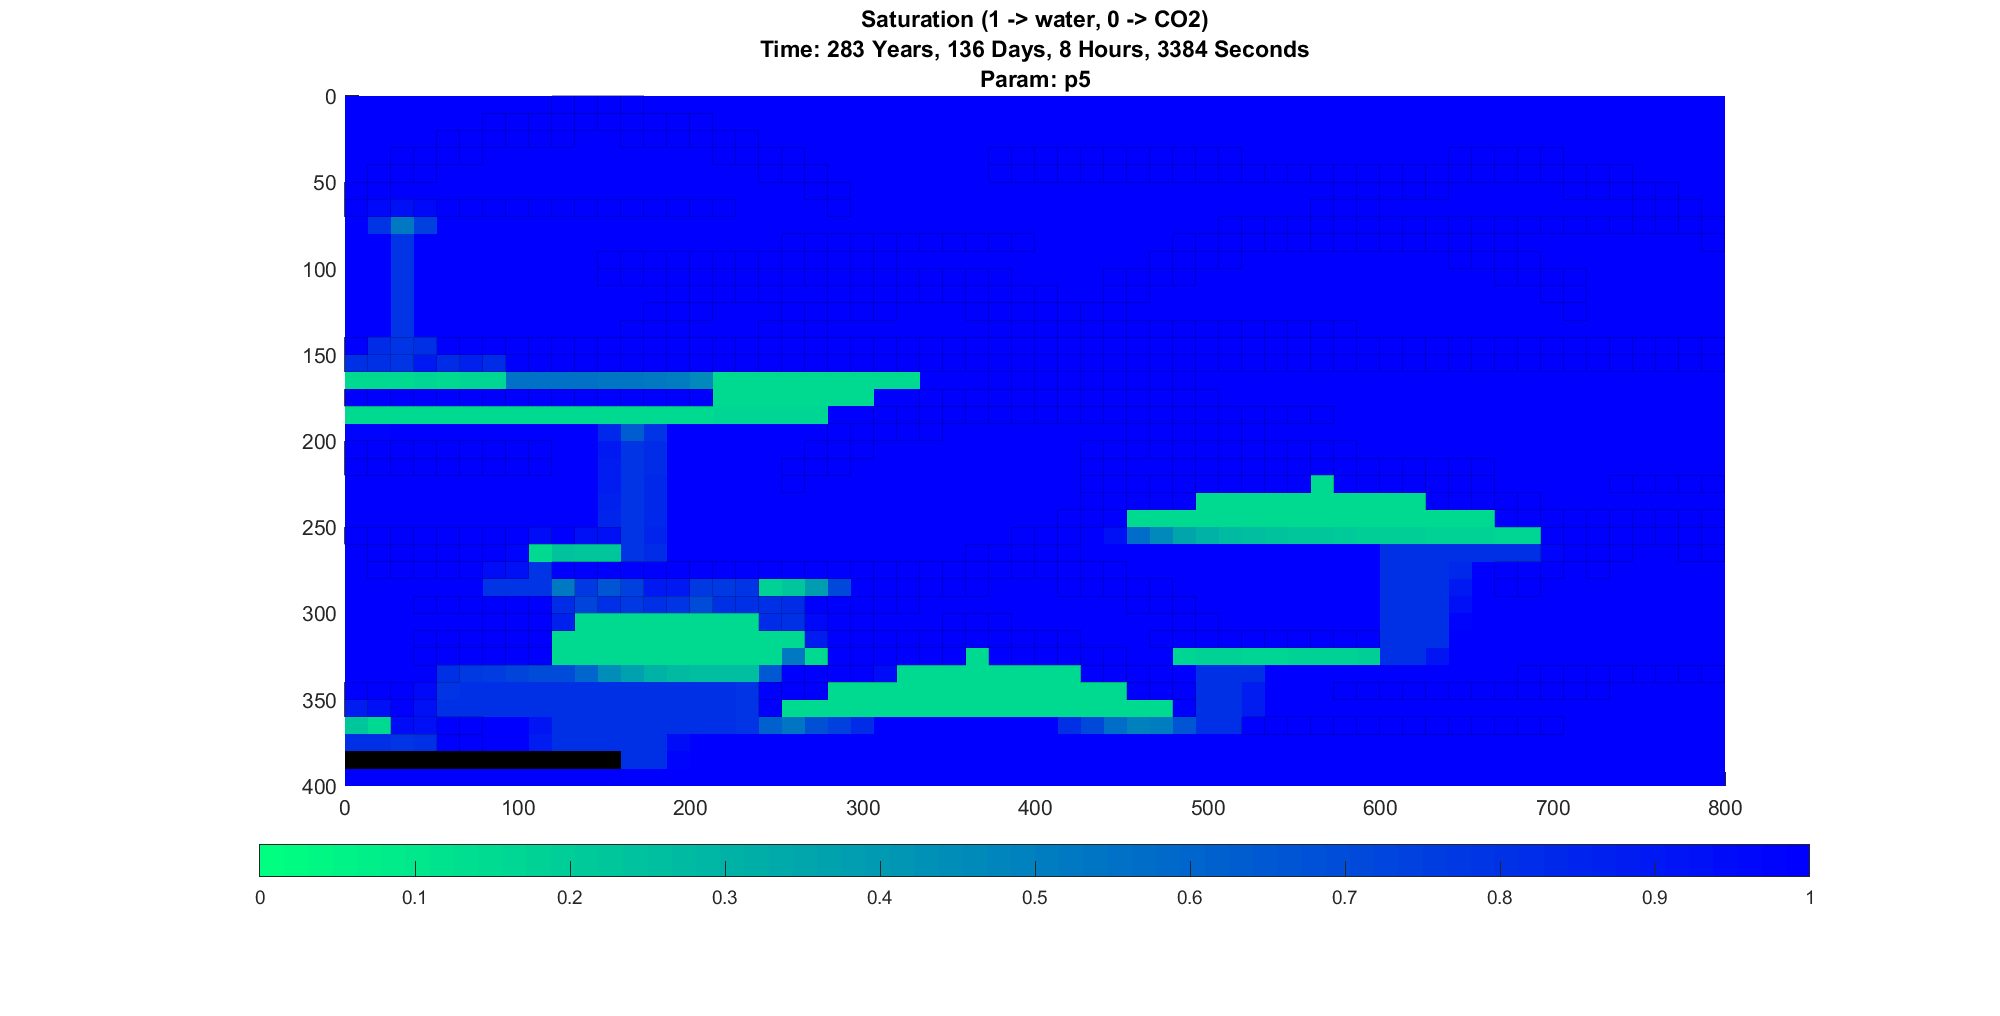 Saturation (1 -> water, 0 -> CO2)
Time: 283 Years, 136 Days, 8 Hours, 3384 Seconds
Param: p5
0
50
100
150
200
250
300
350
400
0 100 200 300 400 500 600 700 800
0 0.1 0.2 0.3 0.4 0.5 0.6 0.7 0.8 0.9 1